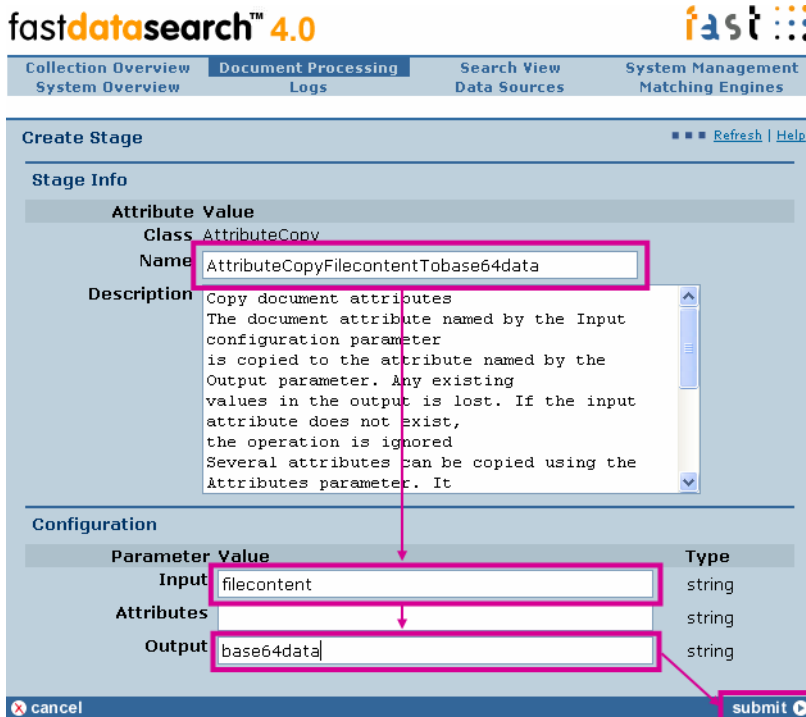 fastdatasearch™ 4.0
fast
Collection Overview Document Processing Search View System Management
System Overview Logs Data Sources Matching Engines
Create Stage Refresh | Help
Stage Info
Attribute Value
Class AttributeCopy
Name AttributeCopyFilecontentTobase64data
Description Copy document attributes
The document attribute named by the Input
configuration parameter
is copied to the attribute named by the
Output parameter. Any existing
values in the output is lost. If the input
attribute does not exist,
the operation is ignored
Several attributes can be copied using the
Attributes parameter. It
Configuration
Parameter Value Type
Input filecontent string
Attributes string
Output base64data string
cancel submit